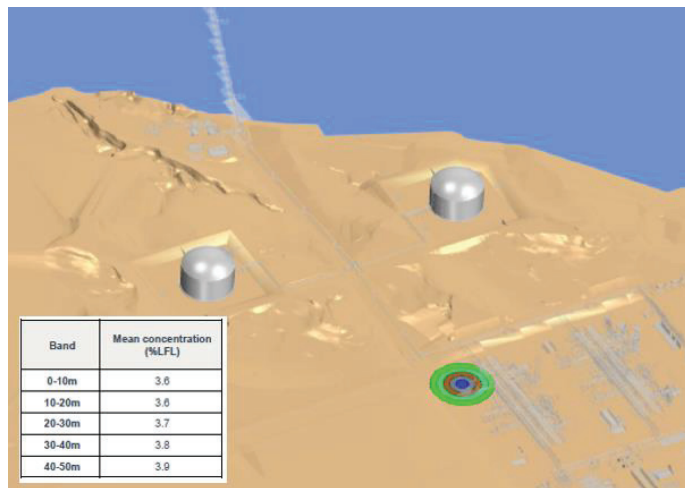 Band Mean concentration
(%LFL)
0-10m 3.6
10-20m 3.6
20-30m 3.7
30-40m 3.8
40-50m 3.9